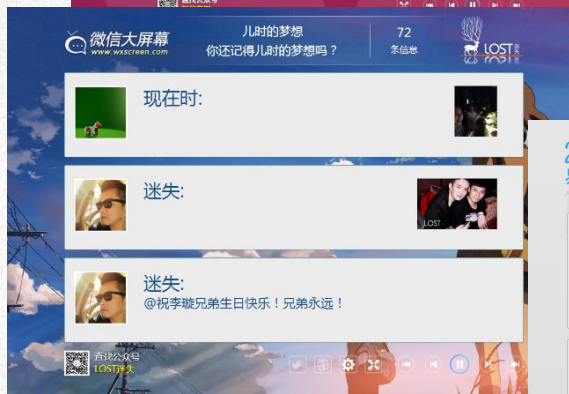 微信大屏幕
www.wxscreen.com
儿时的梦想
你还记得儿时的梦想吗？
72
条信息
LOST
现在时:
迷失:
LOST
迷失:
@祝李璇兄弟生日快乐！兄弟永远！
查找公众号
LOST迷失